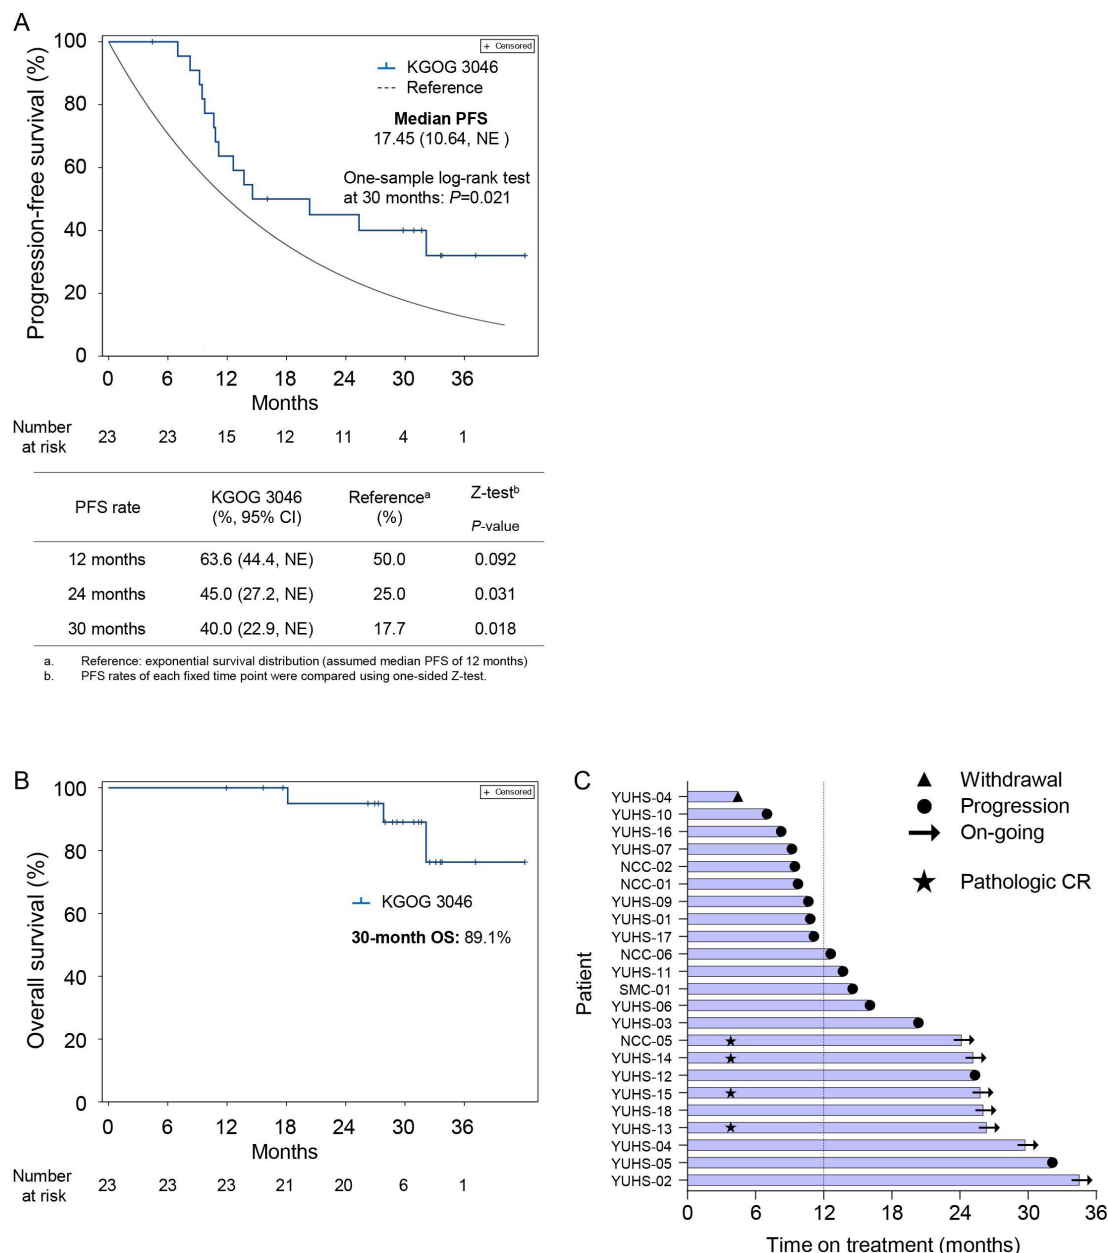 A
Progression-free survival (%)
100
80
60
40
20
0
+ Censored
KGOG 3046
Reference
Median PFS
17.45 (10.64, NE )
One-sample log-rank test
at 30 months: P=0.021
0 6 12 18 24 30 36
Months
Number
at risk
23 23 15 12 11 4 1
PFS rate KGOG 3046 (%, 95% CI) Referenceᵃ (%) Z-testᵇ P-value
12 months 63.6 (44.4, NE) 50.0 0.092
24 months 45.0 (27.2, NE) 25.0 0.031
30 months 40.0 (22.9, NE) 17.7 0.018
a. Reference: exponential survival distribution (assumed median PFS of 12 months)
b. PFS rates of each fixed time point were compared using one-sided Z-test.
B
Overall survival (%)
100
80
60
40
20
0
+ Censored
KGOG 3046
30-month OS: 89.1%
0 6 12 18 24 30 36
Months
Number
at risk
23 23 23 21 20 6 1
C
Withdrawal
Progression
On-going
Pathologic CR
Patient
YUHS-04
YUHS-10
YUHS-16
YUHS-07
NCC-02
NCC-01
YUHS-09
YUHS-01
YUHS-17
NCC-06
YUHS-11
SMC-01
YUHS-06
YUHS-03
NCC-05
YUHS-14
YUHS-12
YUHS-15
YUHS-18
YUHS-13
YUHS-04
YUHS-05
YUHS-02
0 6 12 18 24 30 36
Time on treatment (months)